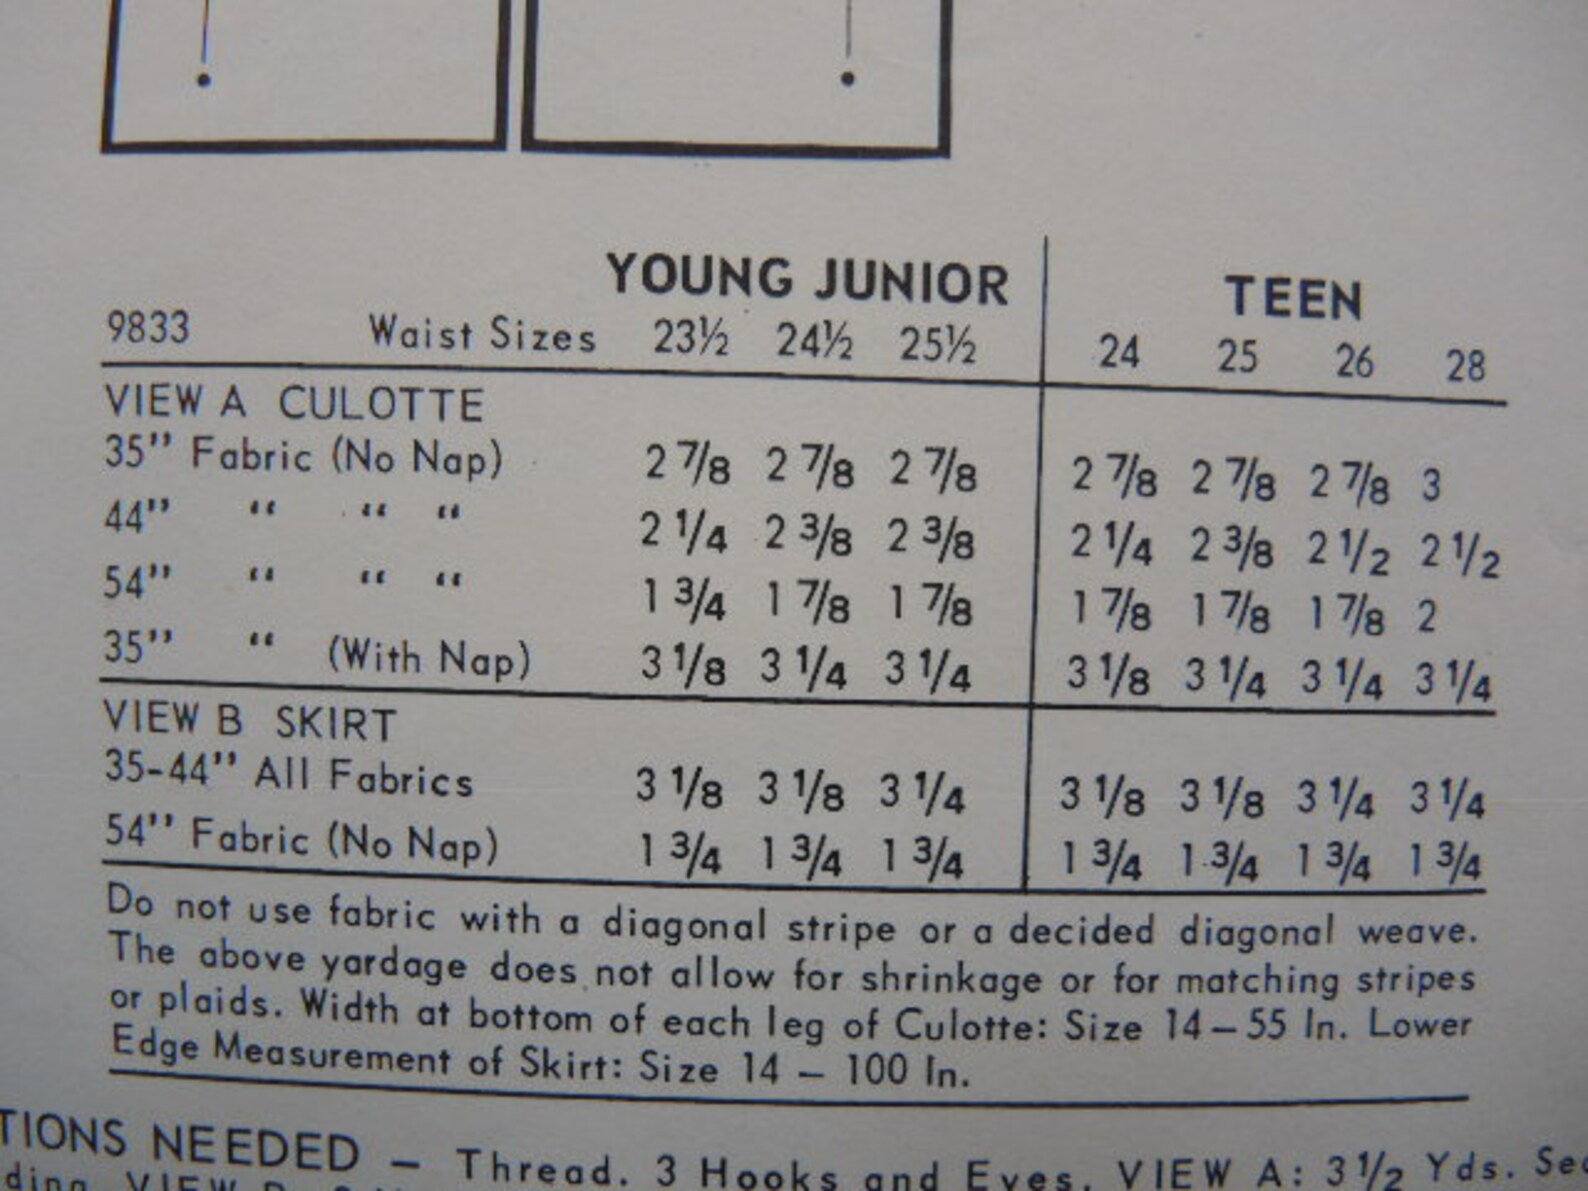 YOUNG JUNIOR TEEN
9833 Waist Sizes 23½ 24½ 25½ 24 25 26 28
VIEW A CULOTTE
35” Fabric (No Nap) 2 7/8 2 7/8 2 7/8 2 7/8 2 7/8 2 7/8 3
44” “ “ “ 2 1/4 2 3/8 2 3/8 2 1/4 2 3/8 2 1/2 2 1/2
54” “ “ “ 1 3/4 1 7/8 1 7/8 1 7/8 1 7/8 1 7/8 2
35” “ (With Nap) 3 1/8 3 1/4 3 1/4 3 1/8 3 1/4 3 1/4 3 1/4
VIEW B SKIRT
35-44” All Fabrics 3 1/8 3 1/8 3 1/4 3 1/8 3 1/8 3 1/4 3 1/4
54” Fabric (No Nap) 1 3/4 1 3/4 1 3/4 1 3/4 1 3/4 1 3/4 1 3/4
Do not use fabric with a diagonal stripe or a decided diagonal weave.
The above yardage does not allow for shrinkage or for matching stripes
or plaids. Width at bottom of each leg of Culotte: Size 14–55 In. Lower
Edge Measurement of Skirt: Size 14 – 100 In.
TIONS NEEDED – Thread. 3 Hooks and Eyes. VIEW A: 3 1/2 Yds.
VIEW